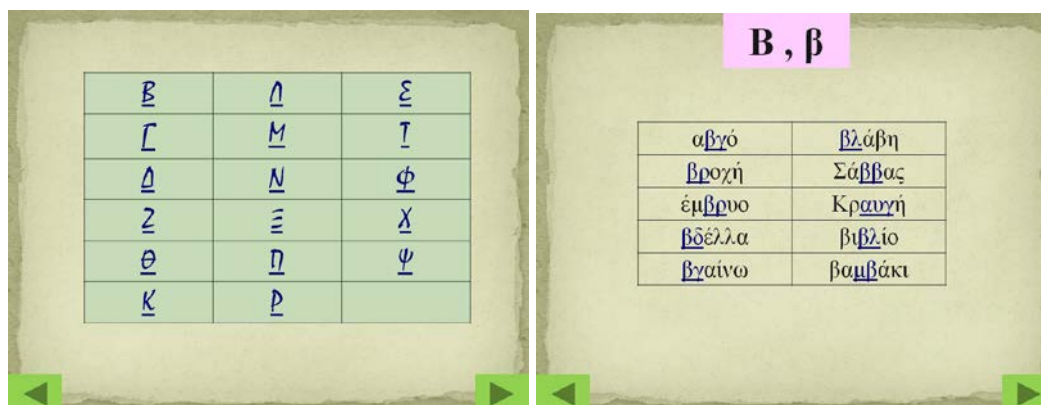 Β Λ Σ
Γ Μ Τ
Δ Ν Φ
Ζ Ξ Χ
Θ Π Ψ
Κ Ρ
Β , β
αβγό βλάβη
βροχή Σάββας
έμβρυο Κραυγή
βδέλλα βιβλίο
βγαίνω βαμβάκι